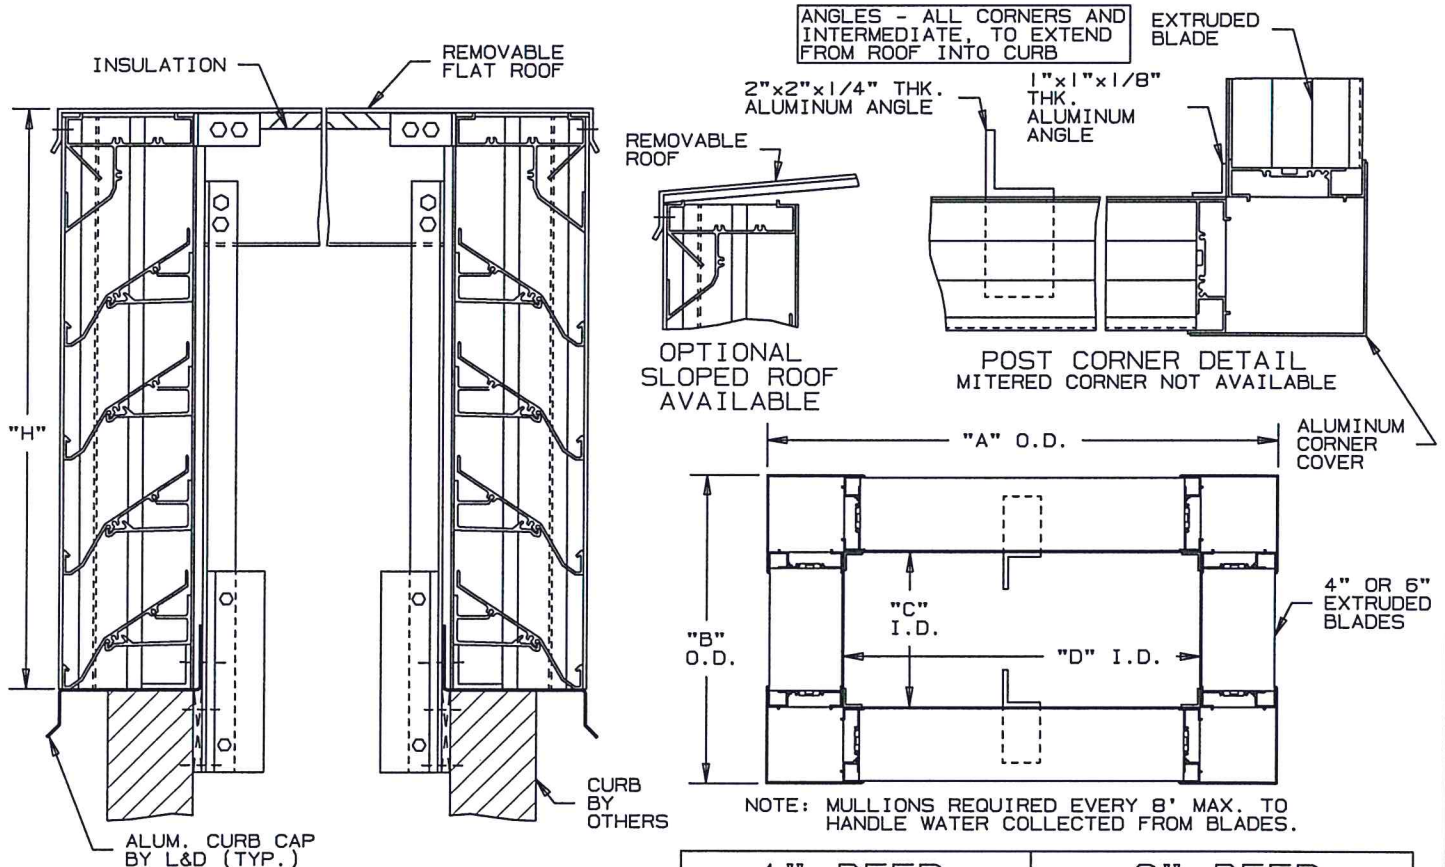 INSULATION
REMOVABLE
FLAT ROOF
"H"
ALUM. CURB CAP
BY L&D (TYP.)
CURB
BY
OTHERS
ANGLES - ALL CORNERS AND
INTERMEDIATE, TO EXTEND
FROM ROOF INTO CURB
EXTRUDED
BLADE
2"x2"x1/4" THK.
ALUMINUM ANGLE
1"x1"x1/8"
THK.
ALUMINUM
ANGLE
REMOVABLE
ROOF
OPTIONAL
SLOPED ROOF
AVAILABLE
POST CORNER DETAIL
MITERED CORNER NOT AVAILABLE
ALUMINUM
CORNER
COVER
"A" O.D.
"B"
O.D.
"C"
I.D.
"D" I.D.
4" OR 6"
EXTRUDED
BLADES
NOTE: MULLIONS REQUIRED EVERY 8' MAX. TO
HANDLE WATER COLLECTED FROM BLADES.